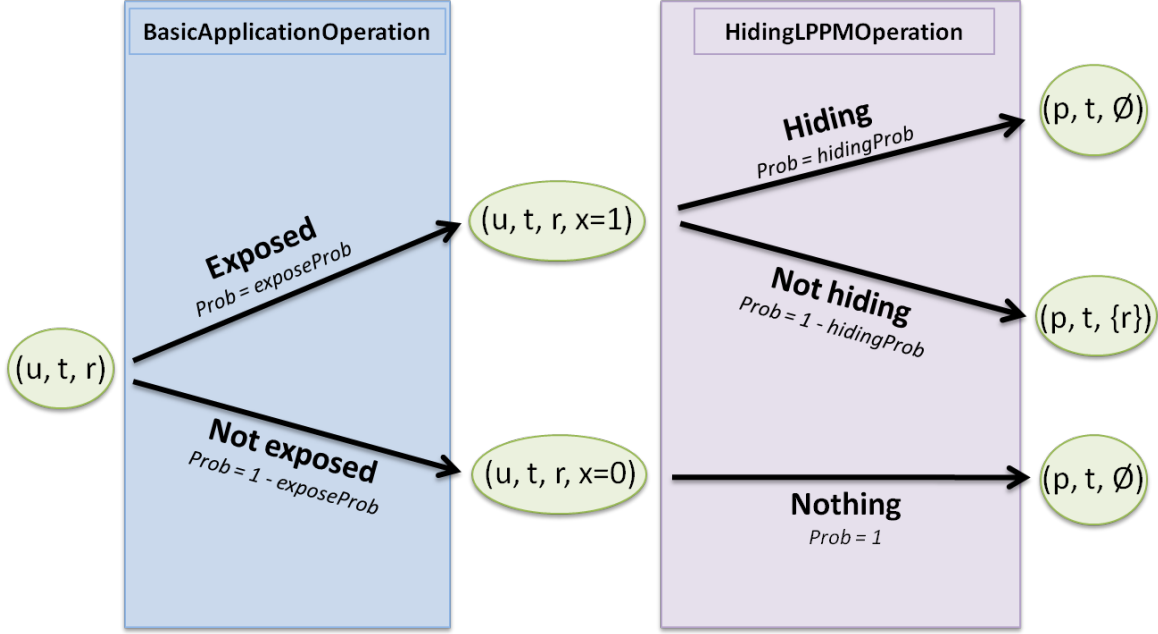 BasicApplicationOperation
HidingLPPMOperation
(u, t, r)
Exposed
Prob = exposeProb
Not exposed
Prob = 1 - exposeProb
(u, t, r, x=1)
(u, t, r, x=0)
Hiding
Prob = hidingProb
Not hiding
Prob = 1 - hidingProb
Nothing
Prob = 1
(p, t, Ø)
(p, t, {r})
(p, t, Ø)